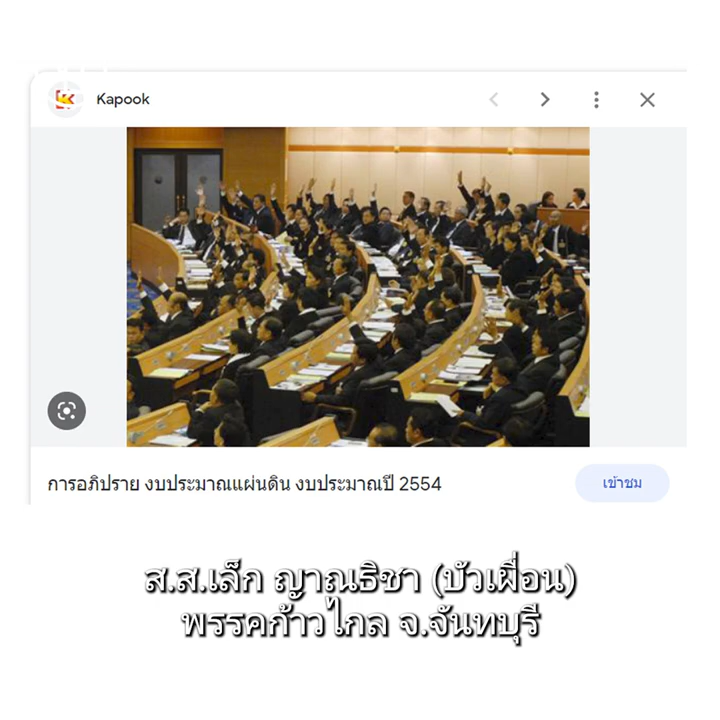 Kapook
การอภิปราย งบประมาณแผ่นดิน งบประมาณปี 2554
เข้าชม
ส.ส.เล็ก ญาณธิชา (บัวเผื่อน)
พรรคก้าวไกล จ.จันทบุรี